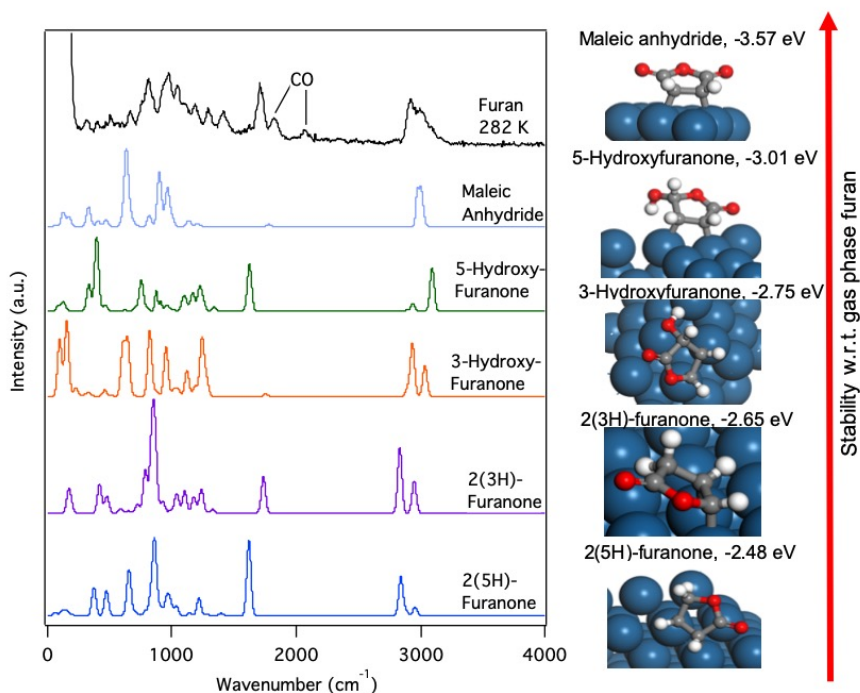 Maleic anhydride, -3.57 eV
CO
Furan
282 K
5-Hydroxyfuranone, -3.01 eV
Maleic
Anhydride
5-Hydroxy-
Furanone
3-Hydroxyfuranone, -2.75 eV
3-Hydroxy-
Furanone
2(3H)-furanone, -2.65 eV
2(3H)-
Furanone
2(5H)-furanone, -2.48 eV
2(5H)-
Furanone
Intensity (a.u.)
0 1000 2000 3000 4000
Wavenumber (cm⁻¹)
Stability w.r.t. gas phase furan